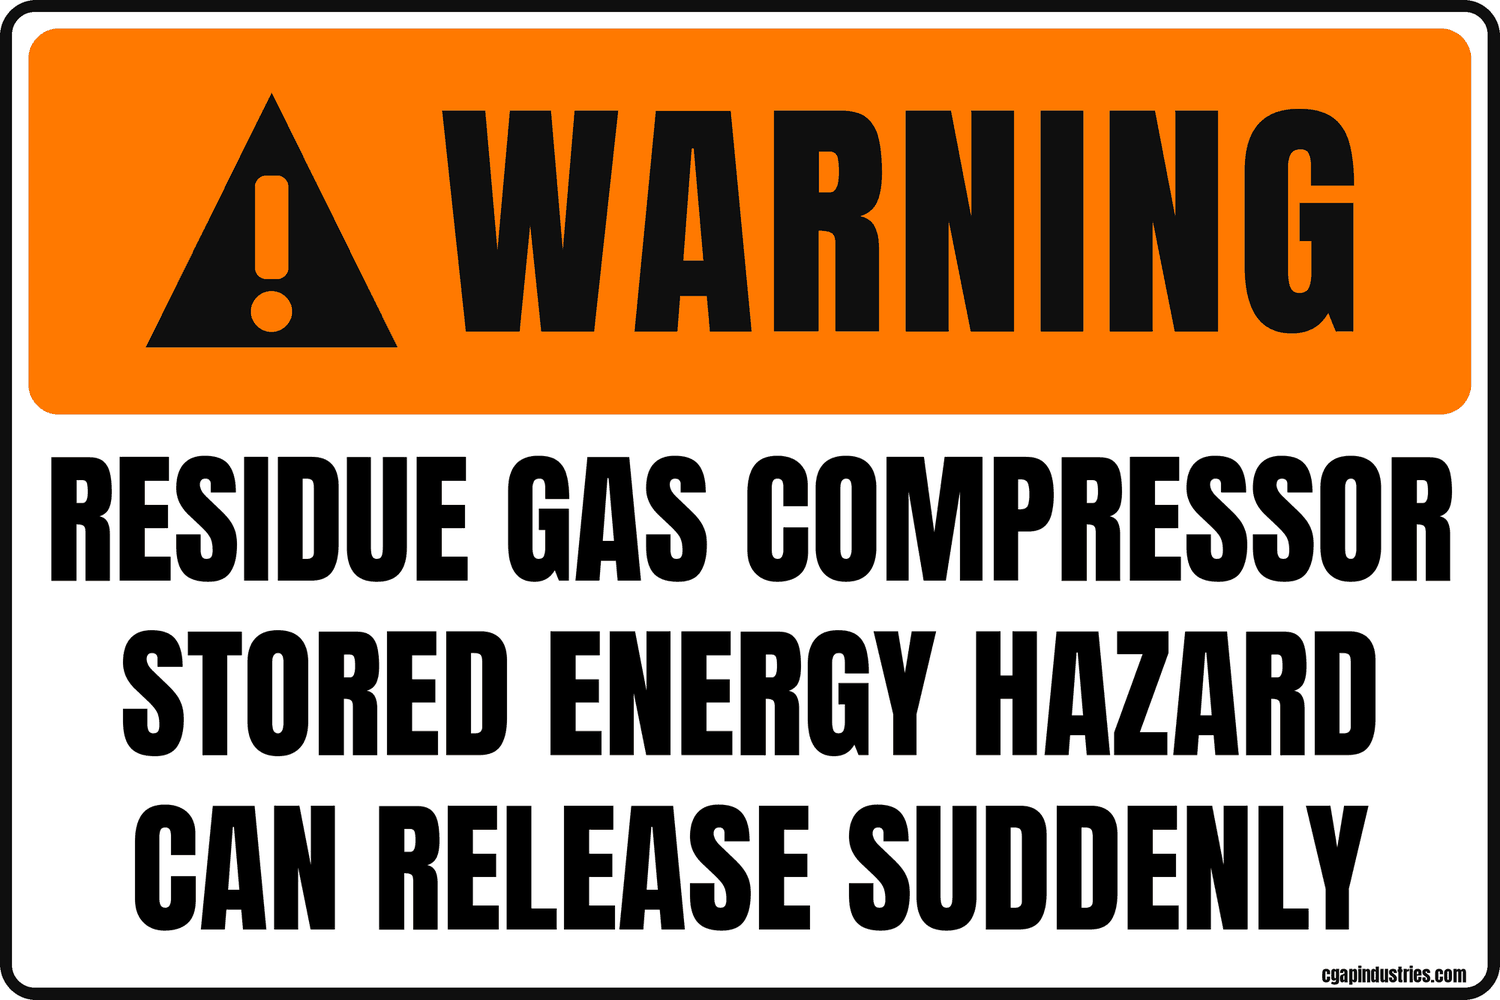 WARNING
RESIDUE GAS COMPRESSOR
STORED ENERGY HAZARD
CAN RELEASE SUDDENLY
cgapindustries.com